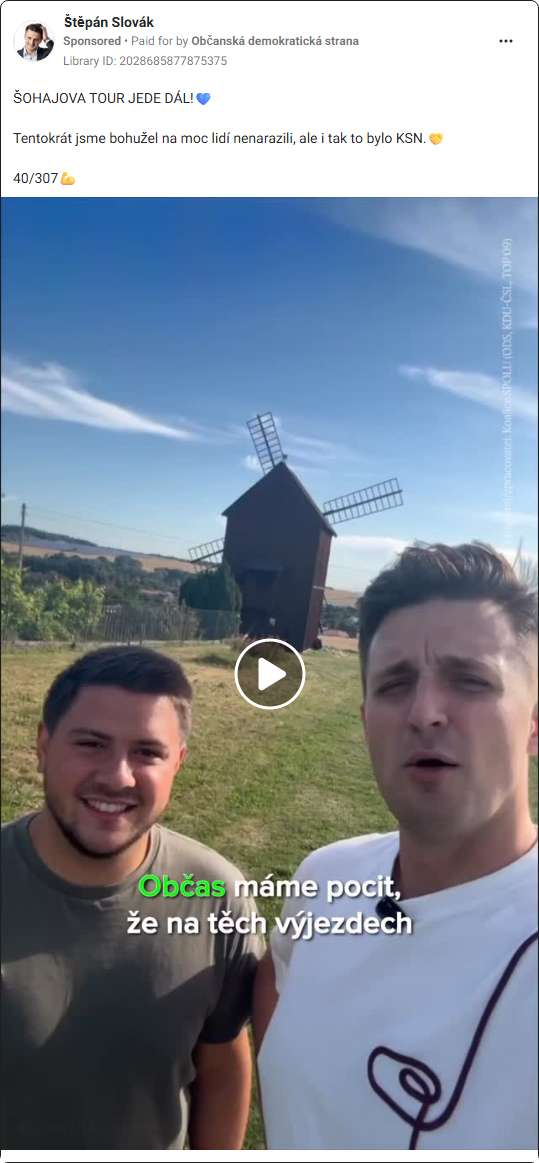 Štěpán Slovák
Sponsored • Paid for by Občanská demokratická strana
Library ID: 2028685877875375
ŠOHAJOVA TOUR JEDE DÁL!💙
Tentokrát jsme bohužel na moc lidí nenarazili, ale i tak to bylo KSN.🤝
40/307💪
zpracovatel: Koalice SPOLU (ODS, KDU-ČSL, TOP 09)
Občas máme pocit,
že na těch výjezdech